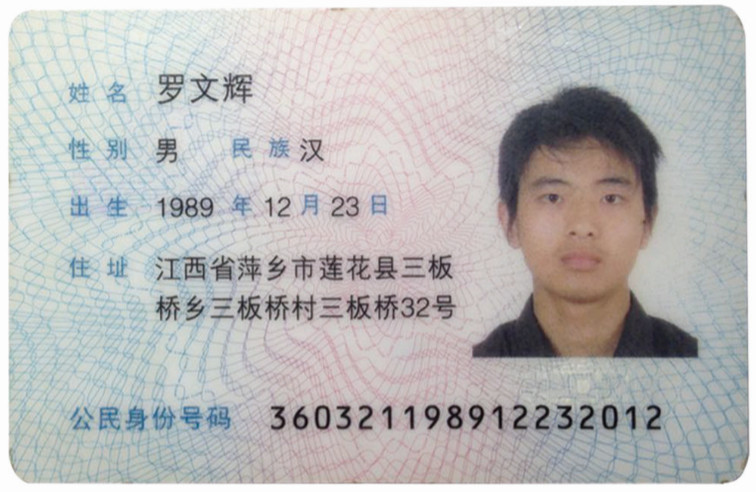 姓名 罗文辉
性别 男 民族 汉
出生 1989 年 12 月 23 日
住址 江西省萍乡市莲花县三板
桥乡三板桥村三板桥32号
公民身份号码 360321198912232012